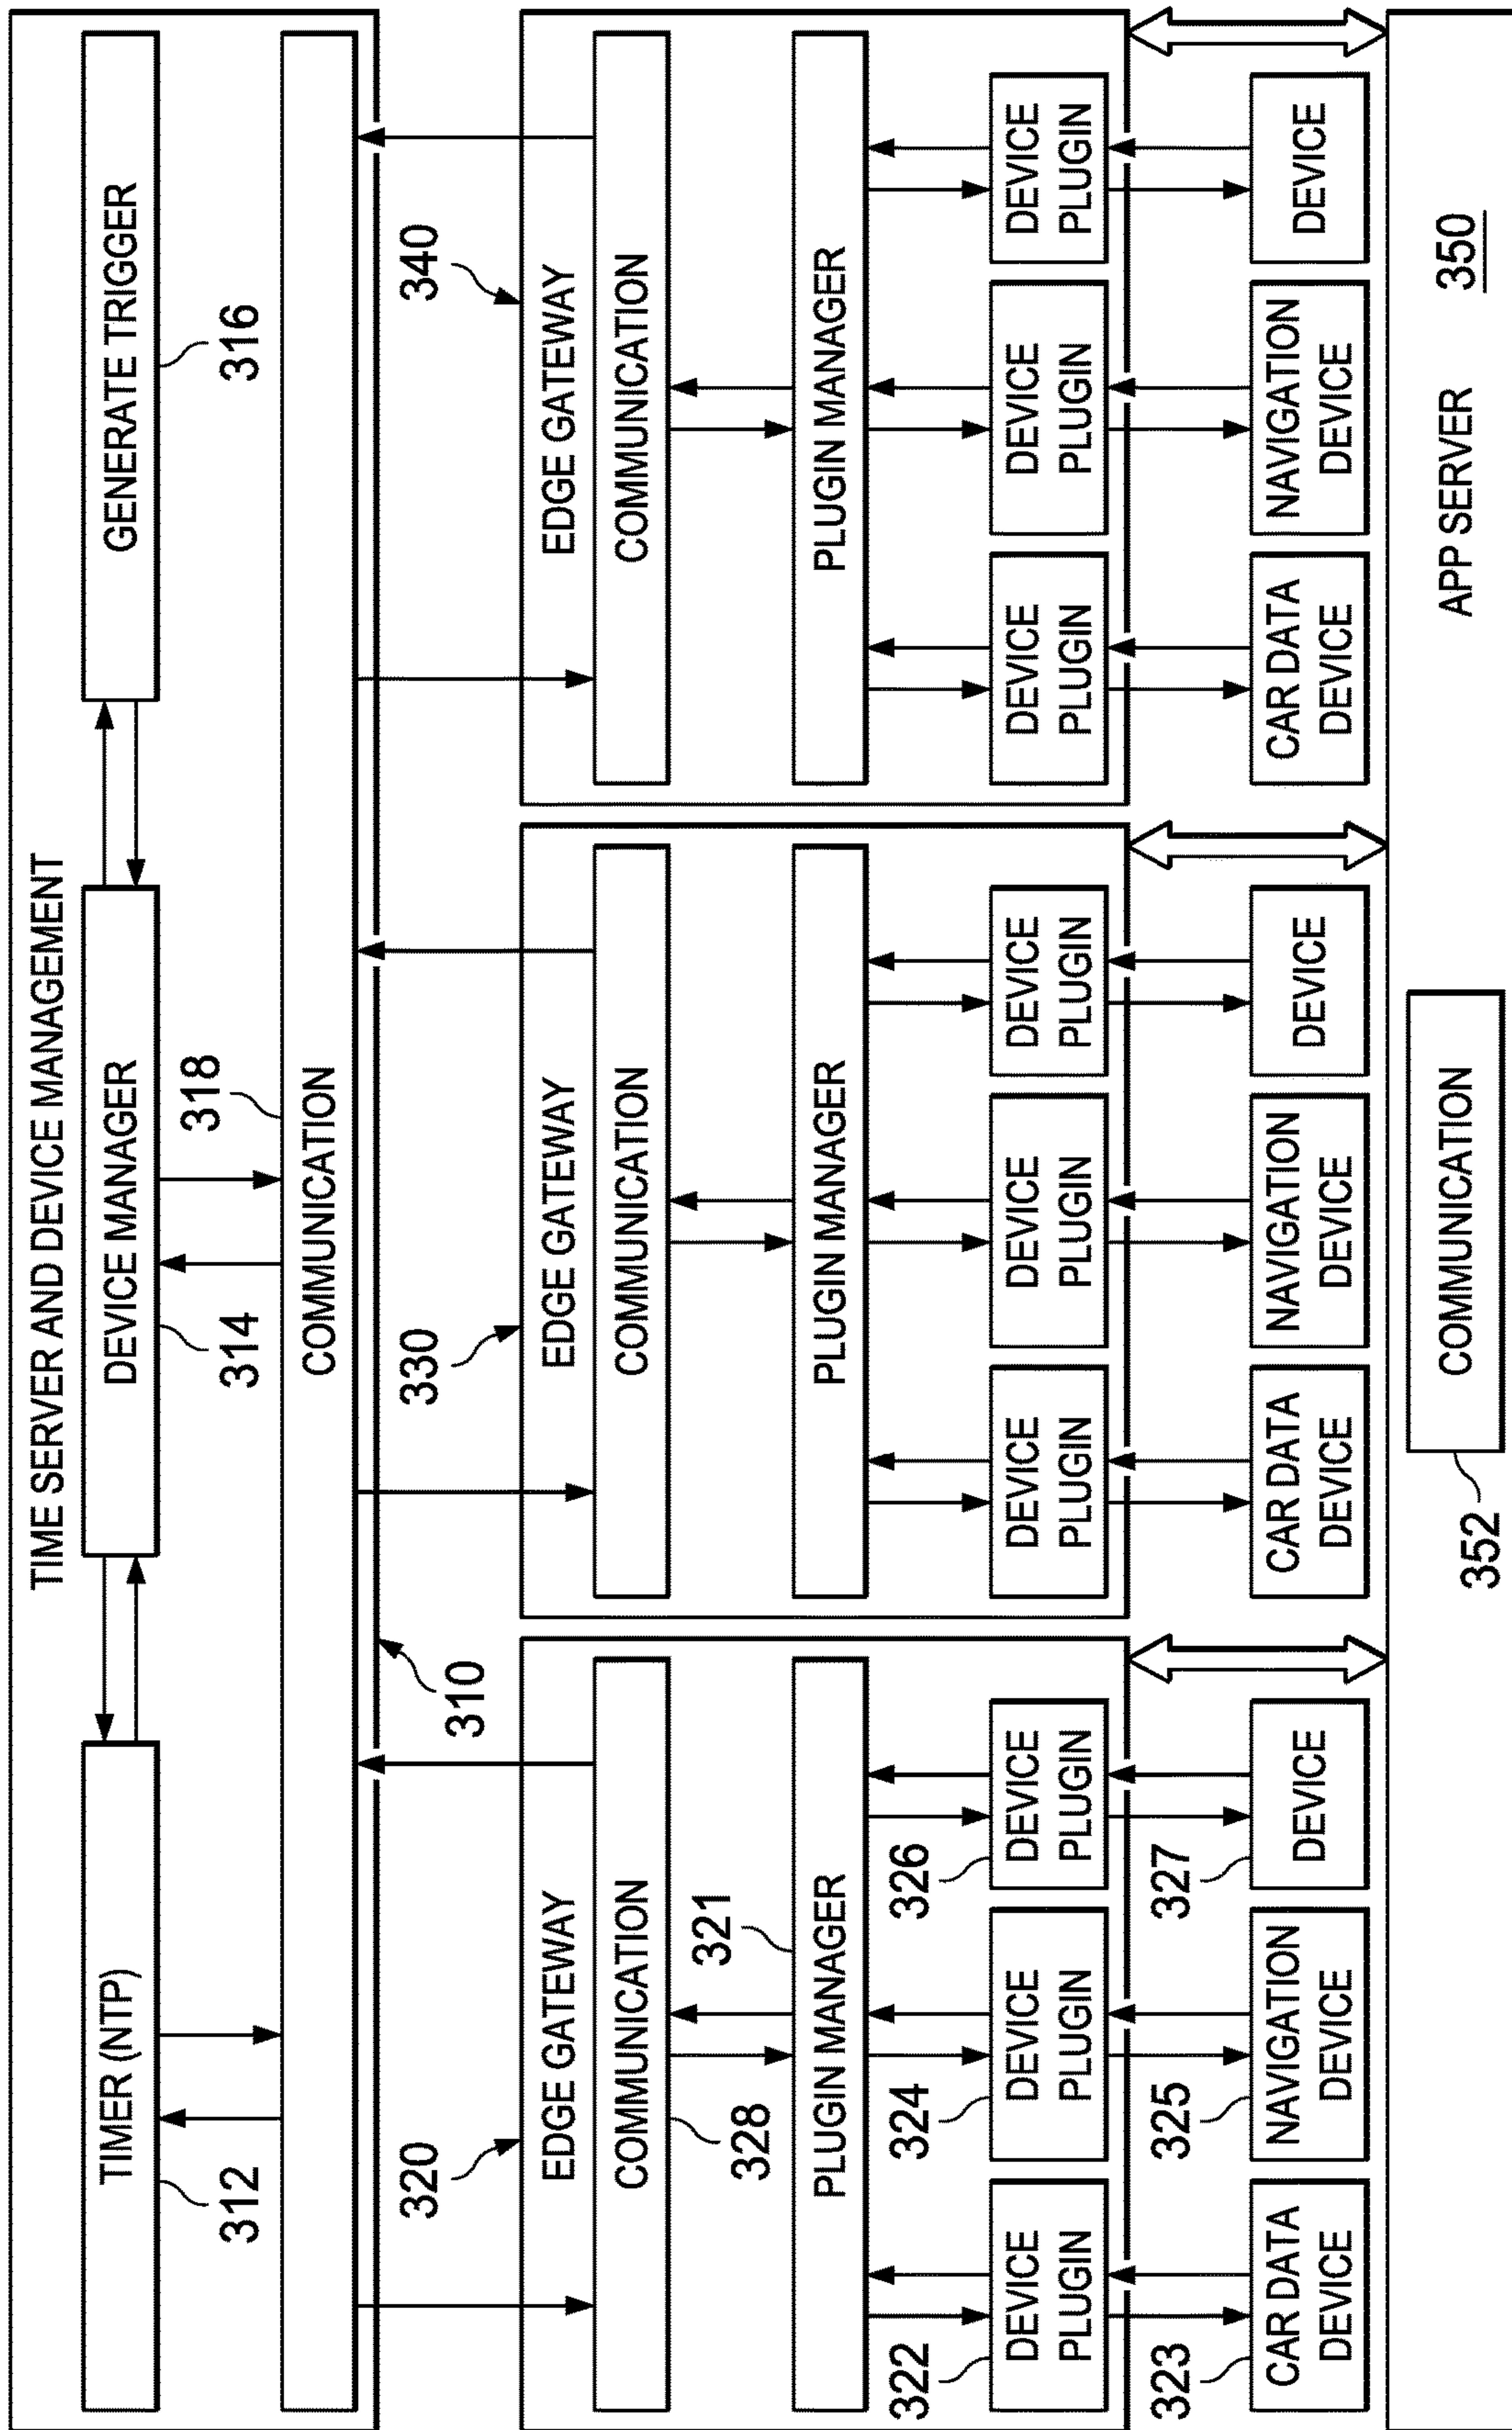 TIME SERVER AND DEVICE MANAGEMENT
TIMER (NTP)
DEVICE MANAGER
GENERATE TRIGGER
312
314
318
316
COMMUNICATION
310
320
330
340
EDGE GATEWAY
COMMUNICATION
328
321
PLUGIN MANAGER
322
324
326
DEVICE
PLUGIN
DEVICE
PLUGIN
DEVICE
PLUGIN
323
325
327
CAR DATA
DEVICE
NAVIGATION
DEVICE
DEVICE
EDGE GATEWAY
COMMUNICATION
PLUGIN MANAGER
DEVICE
PLUGIN
DEVICE
PLUGIN
DEVICE
PLUGIN
CAR DATA
DEVICE
NAVIGATION
DEVICE
DEVICE
EDGE GATEWAY
COMMUNICATION
PLUGIN MANAGER
DEVICE
PLUGIN
DEVICE
PLUGIN
DEVICE
PLUGIN
CAR DATA
DEVICE
NAVIGATION
DEVICE
DEVICE
352
COMMUNICATION
APP SERVER
350